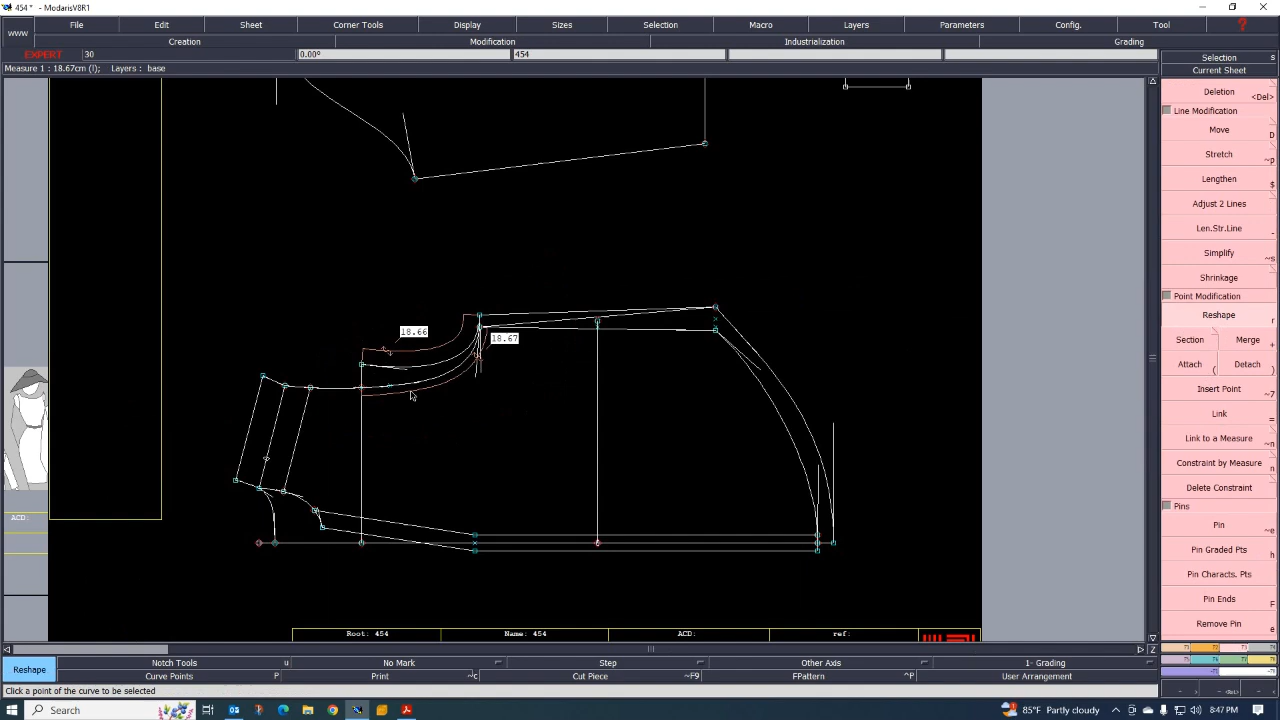 454 * - ModarisV8R1
File Edit Sheet Corner Tools Display Sizes Selection Macro Layers Parameters Config. Tool ?
WWW
Creation Modification Industrialization Grading
EXPERT 30 0.00° 454
Measure 1 : 18.67cm (l); Layers : base
Selection s
Current Sheet
Deletion <Del>
Line Modification
Move D
Stretch ~p
Lengthen $
Adjust 2 Lines
Len.Str.Line -
Simplify ~s
Shrinkage
Point Modification
Reshape r
Section Merge
Attach ( Detach )
Insert Point ~7
Link =
Link to a Measure ~n
Constraint by Measure
Delete Constraint
Pins
Pin ~e
Pin Graded Pts h
Pin Characts. Pts
Pin Ends F
Remove Pin e
18.66
18.67
ACD:
Root: 454 Name: 454 ACD: ref:
Z
Reshape
Notch Tools u No Mark Step Other Axis 1- Grading
Curve Points P Print ~^c Cut Piece ~F9 FPattern ^P User Arrangement
Click a point of the curve to be selected
Search
85°F Partly cloudy
8:47 PM